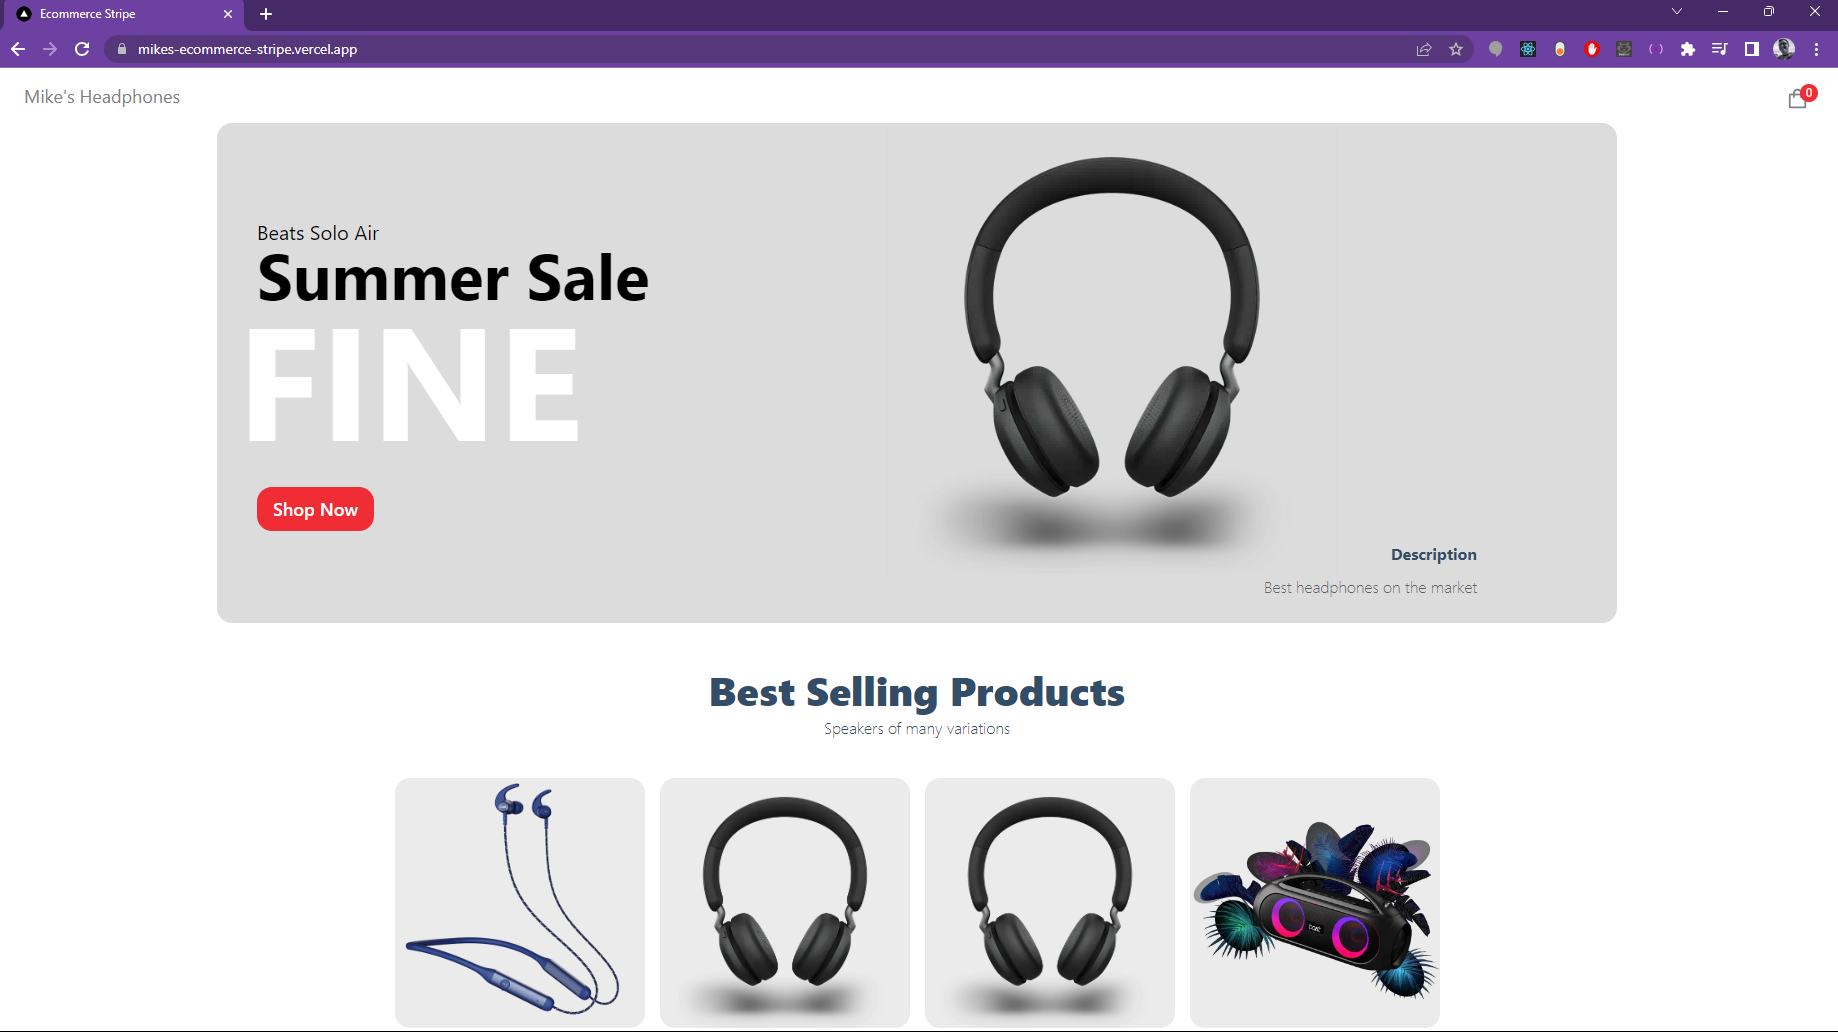 Ecommerce Stripe
mikes-ecommerce-stripe.vercel.app
Mike's Headphones
0
Beats Solo Air
Summer Sale
FINE
Shop Now
Description
Best headphones on the market
Best Selling Products
Speakers of many variations
boAt